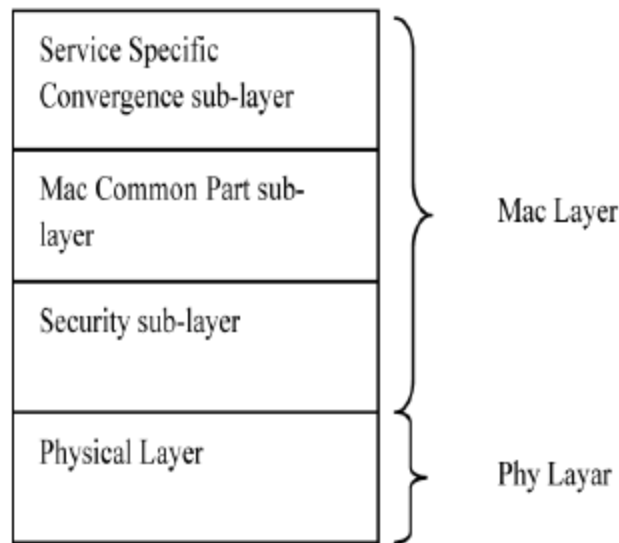 Service Specific
Convergence sub-layer
Mac Common Part sub-
layer
Mac Layer
Security sub-layer
Physical Layer
Phy Layar